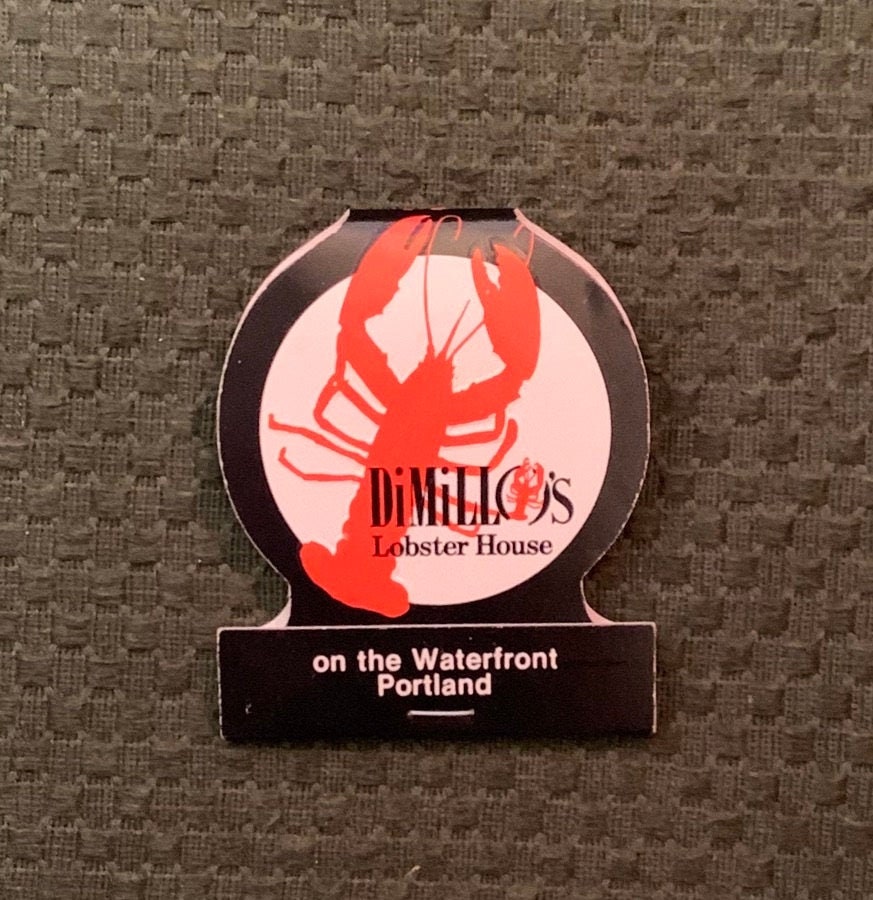 DiMiLLO's
Lobster House
on the Waterfront
Portland